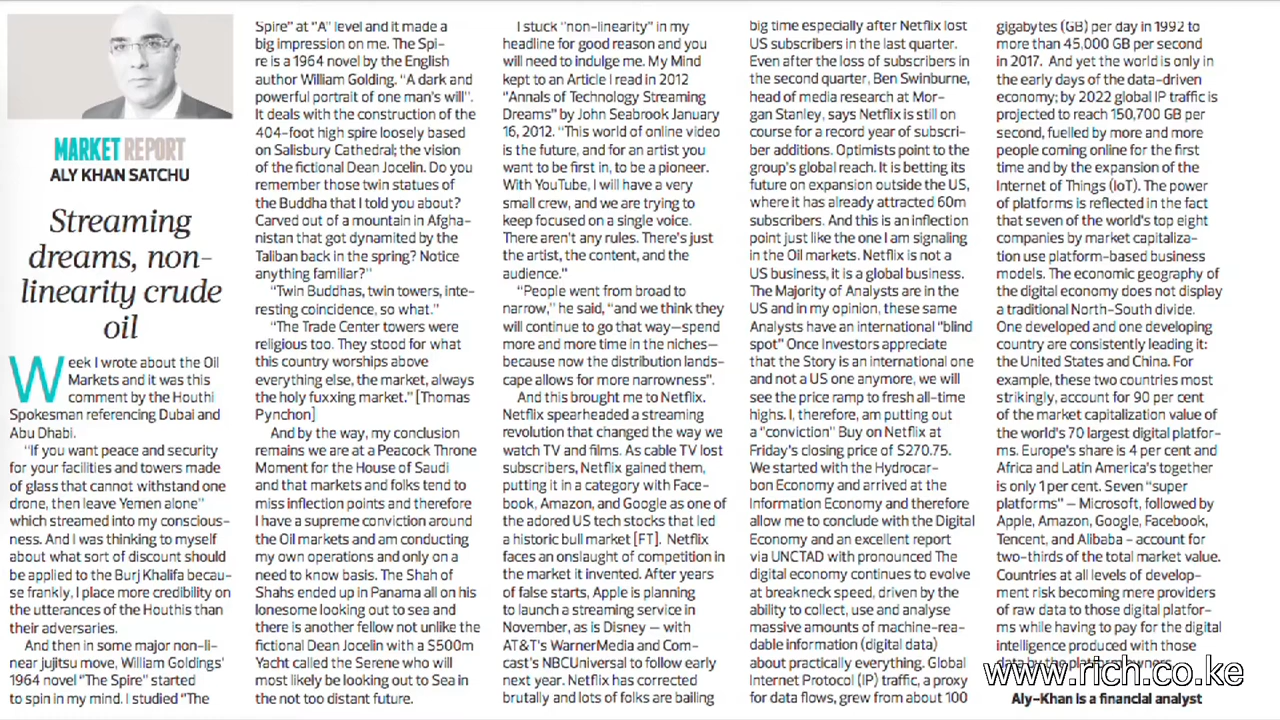 MARKET REPORT
ALY KHAN SATCHU
Streaming
dreams, non-
linearity crude
oil
Week I wrote about the Oil
Markets and it was this
comment by the Houthi
Spokesman referencing Dubai and
Abu Dhabi.
"If you want peace and security
for your facilities and towers made
of glass that cannot withstand one
drone, then leave Yemen alone"
which streamed into my conscious-
ness. And I was thinking to myself
about what sort of discount should
be applied to the Burj Khalifa becau-
se frankly, I place more credibility on
the utterances of the Houthis than
their adversaries.
And then in some major non-li-
near jujitsu move, William Goldings'
1964 novel "The Spire" started
to spin in my mind. I studied "The
Spire" at "A" level and it made a
big impression on me. The Spi-
re is a 1964 novel by the English
author William Golding. "A dark and
powerful portrait of one man's will".
It deals with the construction of the
404-foot high spire loosely based
on Salisbury Cathedral; the vision
of the fictional Dean Jocelin. Do you
remember those twin statues of
the Buddha that I told you about?
Carved out of a mountain in Afgha-
nistan that got dynamited by the
Taliban back in the spring? Notice
anything familiar?"
"Twin Buddhas, twin towers, inte-
resting coincidence, so what."
"The Trade Center towers were
religious too. They stood for what
this country worships above
everything else, the market, always
the holy fuxxing market." [Thomas
Pynchon]
And by the way, my conclusion
remains we are at a Peacock Throne
Moment for the House of Saudi
and that markets and folks tend to
miss inflection points and therefore
I have a supreme conviction around
the Oil markets and am conducting
my own operations and only on a
need to know basis. The Shah of
Shahs ended up in Panama all on his
lonesome looking out to sea and
there is another fellow not unlike the
fictional Dean Jocelin with a $500m
Yacht called the Serene who will
most likely be looking out to Sea in
the not too distant future.
I stuck "non-linearity" in my
headline for good reason and you
will need to indulge me. My Mind
kept to an Article I read in 2012
"Annals of Technology Streaming
Dreams" by John Seabrook January
16, 2012. "This world of online video
is the future, and for an artist you
want to be first in, to be a pioneer.
With YouTube, I will have a very
small crew, and we are trying to
keep focused on a single voice.
There aren't any rules. There's just
the artist, the content, and the
audience."
"People went from broad to
narrow," he said, "and we think they
will continue to go that way—spend
more and more time in the niches—
because now the distribution lands-
cape allows for more narrowness".
And this brought me to Netflix.
Netflix spearheaded a streaming
revolution that changed the way we
watch TV and films. As cable TV lost
subscribers, Netflix gained them,
putting it in a category with Face-
book, Amazon, and Google as one of
the adored US tech stocks that led
a historic bull market [FT]. Netflix
faces an onslaught of competition in
the market it invented. After years
of false starts, Apple is planning
to launch a streaming service in
November, as is Disney — with
AT&T's WarnerMedia and Com-
cast's NBCUniversal to follow early
next year. Netflix has corrected
brutally and lots of folks are bailing
big time especially after Netflix lost
US subscribers in the last quarter.
Even after the loss of subscribers in
the second quarter, Ben Swinburne,
head of media research at Mor-
gan Stanley, says Netflix is still on
course for a record year of subscri-
ber additions. Optimists point to the
group's global reach. It is betting its
future on expansion outside the US,
where it has already attracted 60m
subscribers. And this is an inflection
point just like the one I am signaling
in the Oil markets. Netflix is not a
US business, it is a global business.
The Majority of Analysts are in the
US and in my opinion, these same
Analysts have an international "blind
spot" Once Investors appreciate
that the Story is an international one
and not a US one anymore, we will
see the price ramp to fresh all-time
highs. I, therefore, am putting out
a "conviction" Buy on Netflix at
Friday's closing price of $270.75.
We started with the Hydrocar-
bon Economy and arrived at the
Information Economy and therefore
allow me to conclude with the Digital
Economy and an excellent report
via UNCTAD with pronounced The
digital economy continues to evolve
at breakneck speed, driven by the
ability to collect, use and analyse
massive amounts of machine-rea-
dable information (digital data)
about practically everything. Global
Internet Protocol (IP) traffic, a proxy
for data flows, grew from about 100
gigabytes (GB) per day in 1992 to
more than 45,000 GB per second
in 2017. And yet the world is only in
the early days of the data-driven
economy; by 2022 global IP traffic is
projected to reach 150,700 GB per
second, fuelled by more and more
people coming online for the first
time and by the expansion of the
Internet of Things (IoT). The power
of platforms is reflected in the fact
that seven of the world's top eight
companies by market capitaliza-
tion use platform-based business
models. The economic geography of
the digital economy does not display
a traditional North-South divide.
One developed and one developing
country are consistently leading it:
the United States and China. For
example, these two countries most
strikingly, account for 90 per cent
of the market capitalization value of
the world's 70 largest digital platfor-
ms. Europe's share is 4 per cent and
Africa and Latin America's together
is only 1 per cent. Seven "super
platforms" — Microsoft, followed by
Apple, Amazon, Google, Facebook,
Tencent, and Alibaba – account for
two-thirds of the total market value.
Countries at all levels of develop-
ment risk becoming mere providers
of raw data to those digital platfor-
ms while having to pay for the digital
intelligence produced with those
data by the platform owners.
www.rich.co.ke
Aly-Khan is a financial analyst